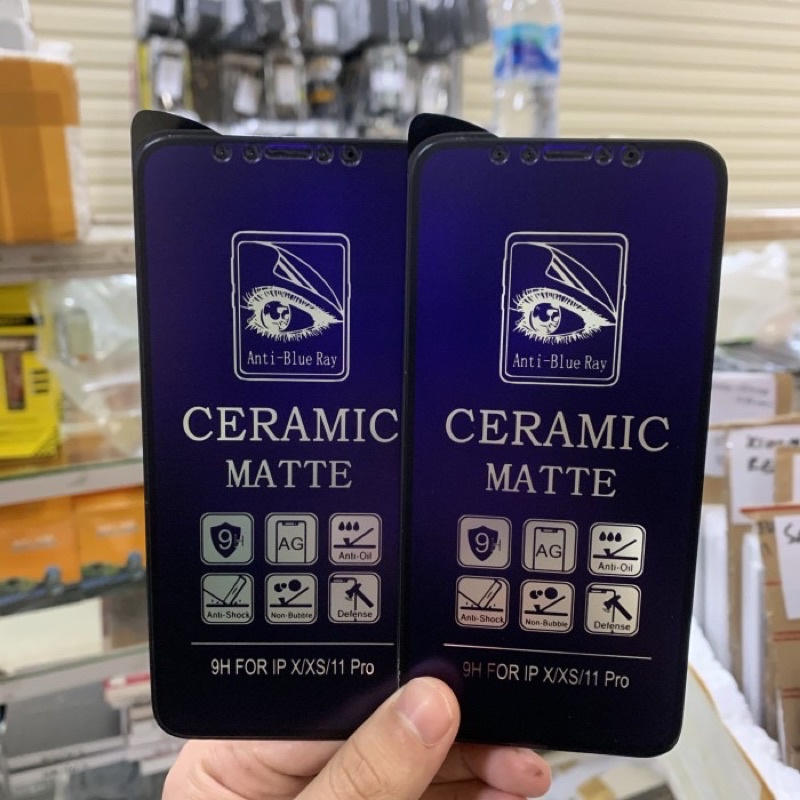 Anti-Blue Ray
CERAMIC
MATTE
9H
AG
Anti-Oil
Anti-Shock
Non-Bubble
Defense
9H FOR IP X/XS/11 Pro
Anti-Blue Ray
CERAMIC
MATTE
9H
AG
Anti-Oil
Anti-Shock
Non-Bubble
Defense
9H FOR IP X/XS/11 Pro